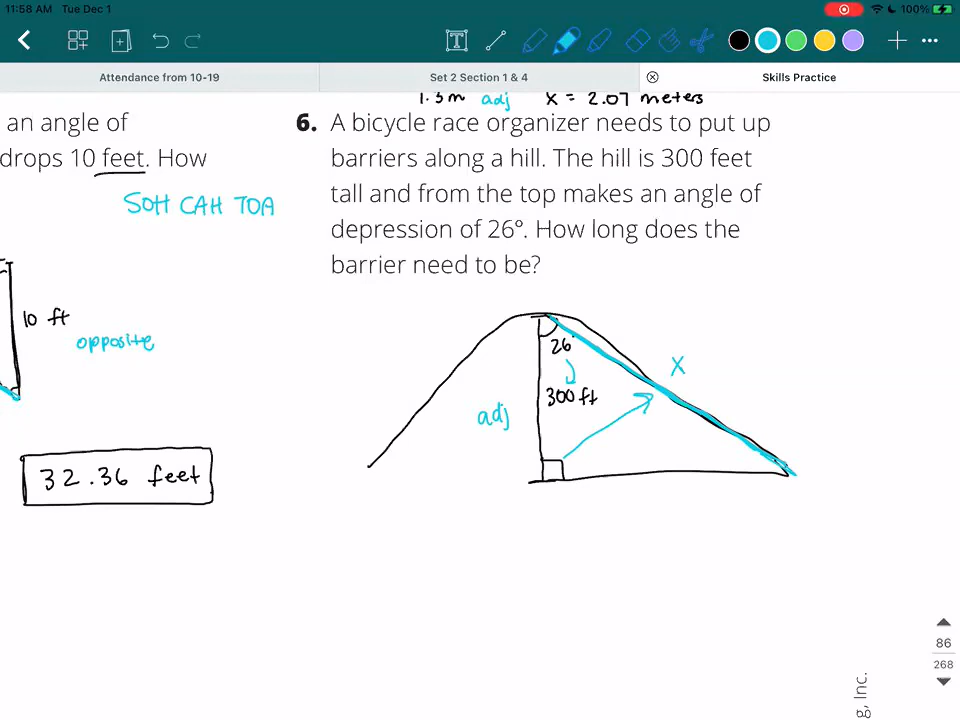 11:58 AM Tue Dec 1
100%
T
Attendance from 10-19
Set 2 Section 1 & 4
Skills Practice
1.3m adj x = 2.07 meters
an angle of
drops 10 feet. How
SOH CAH TOA
10 ft
opposite
32.36 feet
6. A bicycle race organizer needs to put up
barriers along a hill. The hill is 300 feet
tall and from the top makes an angle of
depression of 26°. How long does the
barrier need to be?
26°
x
300 ft
adj
86
268
g, Inc.